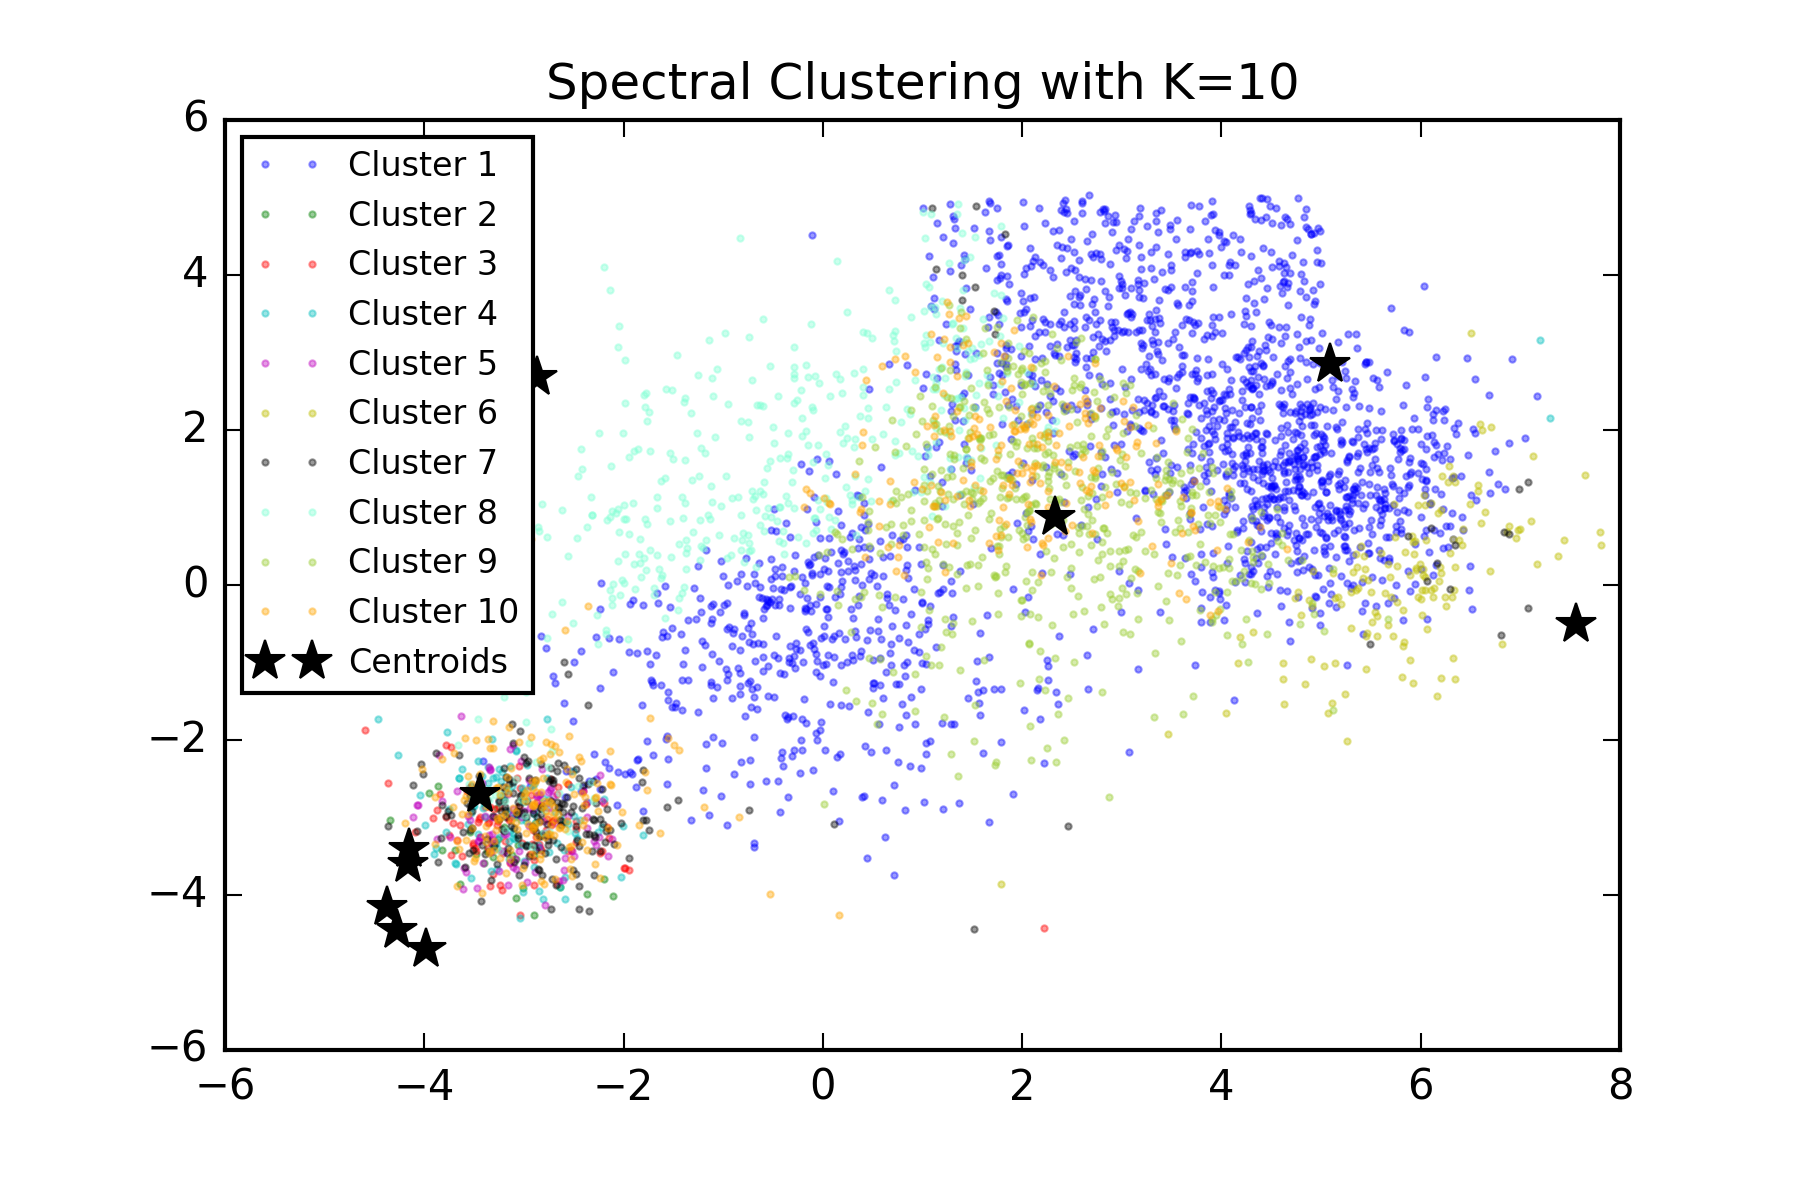 Spectral Clustering with K=10
6
4
2
0
−2
−4
−6
Cluster 1
Cluster 2
Cluster 3
Cluster 4
Cluster 5
Cluster 6
Cluster 7
Cluster 8
Cluster 9
Cluster 10
Centroids
−6 −4 −2 0 2 4 6 8